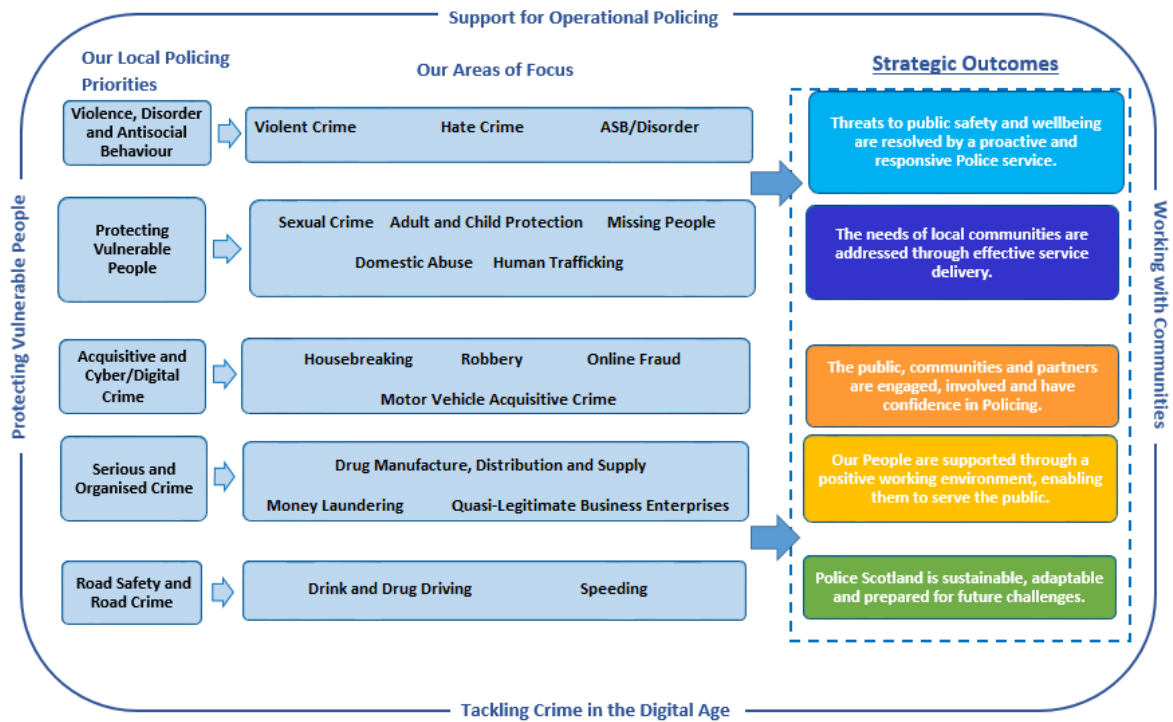 Support for Operational Policing
Our Local Policing
Priorities
Our Areas of Focus
Strategic Outcomes
Violence, Disorder
and Antisocial
Behaviour
Violent Crime Hate Crime ASB/Disorder
Threats to public safety and wellbeing
are resolved by a proactive and
responsive Police service.
Protecting
Vulnerable
People
Sexual Crime Adult and Child Protection Missing People
Domestic Abuse Human Trafficking
The needs of local communities are
addressed through effective service
delivery.
Acquisitive and
Cyber/Digital
Crime
Housebreaking Robbery Online Fraud
Motor Vehicle Acquisitive Crime
The public, communities and partners
are engaged, involved and have
confidence in Policing.
Serious and
Organised Crime
Drug Manufacture, Distribution and Supply
Money Laundering Quasi-Legitimate Business Enterprises
Our People are supported through a
positive working environment, enabling
them to serve the public.
Road Safety and
Road Crime
Drink and Drug Driving Speeding
Police Scotland is sustainable, adaptable
and prepared for future challenges.
Protecting Vulnerable People
Working with Communities
Tackling Crime in the Digital Age